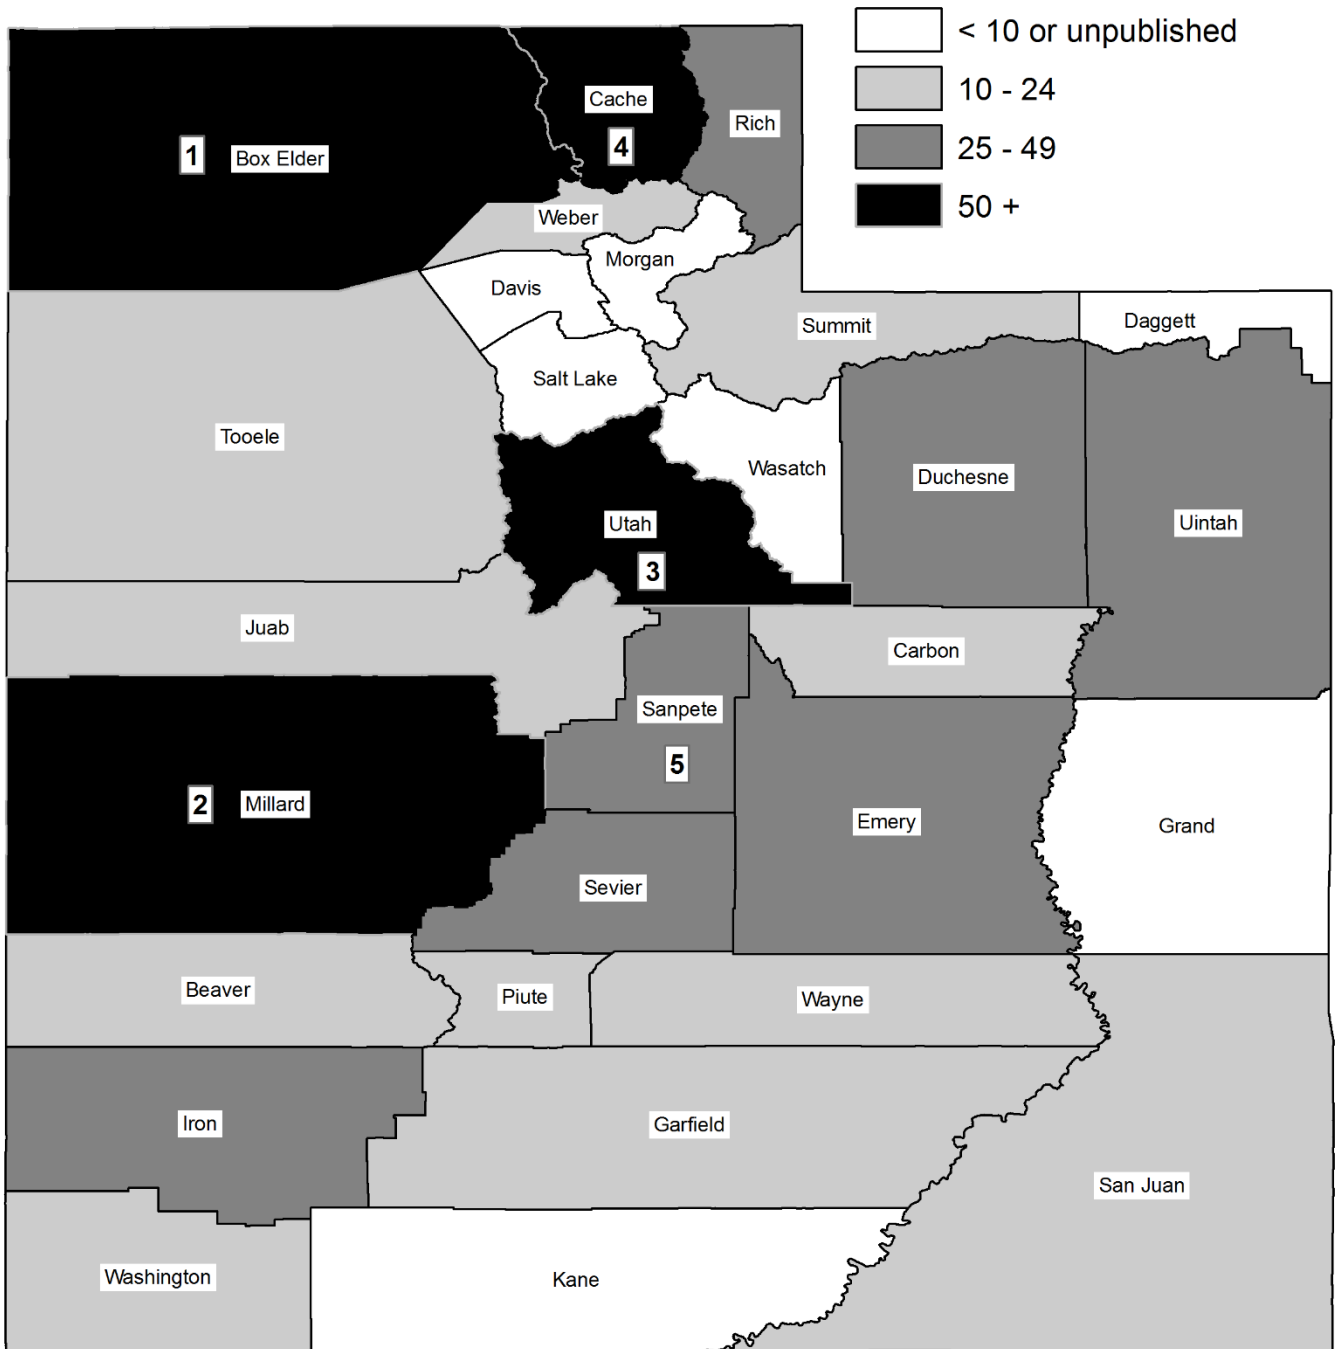 < 10 or unpublished
10 - 24
25 - 49
50 +
Cache
4
Rich
1 Box Elder
Weber
Morgan
Davis
Summit
Daggett
Salt Lake
Tooele
Wasatch
Duchesne
Uintah
Utah
3
Juab
Carbon
Sanpete
5
2 Millard
Emery
Grand
Sevier
Beaver
Piute
Wayne
Iron
Garfield
San Juan
Washington
Kane